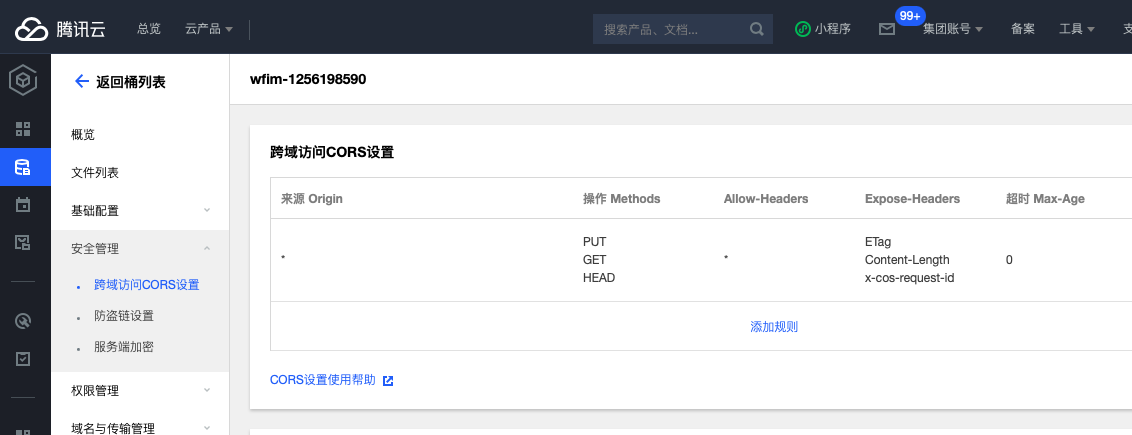 腾讯云
总览
云产品
搜索产品、文档...
小程序
99+
集团账号
备案
工具
支
返回桶列表
概览
文件列表
基础配置
安全管理
跨域访问CORS设置
防盗链设置
服务端加密
权限管理
域名与传输管理
wfim-1256198590
跨域访问CORS设置
来源 Origin
操作 Methods
Allow-Headers
Expose-Headers
超时 Max-Age
*
PUT
GET
HEAD
*
ETag
Content-Length
x-cos-request-id
0
添加规则
CORS设置使用帮助